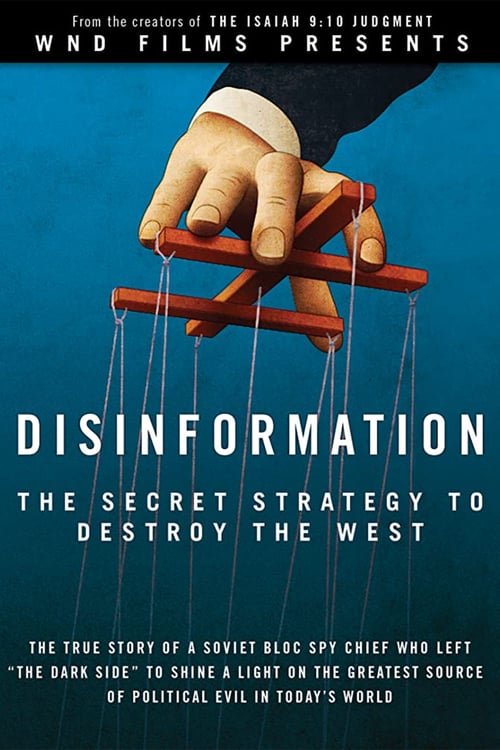 From the creators of THE ISAIAH 9:10 JUDGMENT
WND FILMS PRESENTS
DISINFORMATION
THE SECRET STRATEGY TO
DESTROY THE WEST
THE TRUE STORY OF A SOVIET BLOC SPY CHIEF WHO LEFT
“THE DARK SIDE” TO SHINE A LIGHT ON THE GREATEST SOURCE
OF POLITICAL EVIL IN TODAY’S WORLD